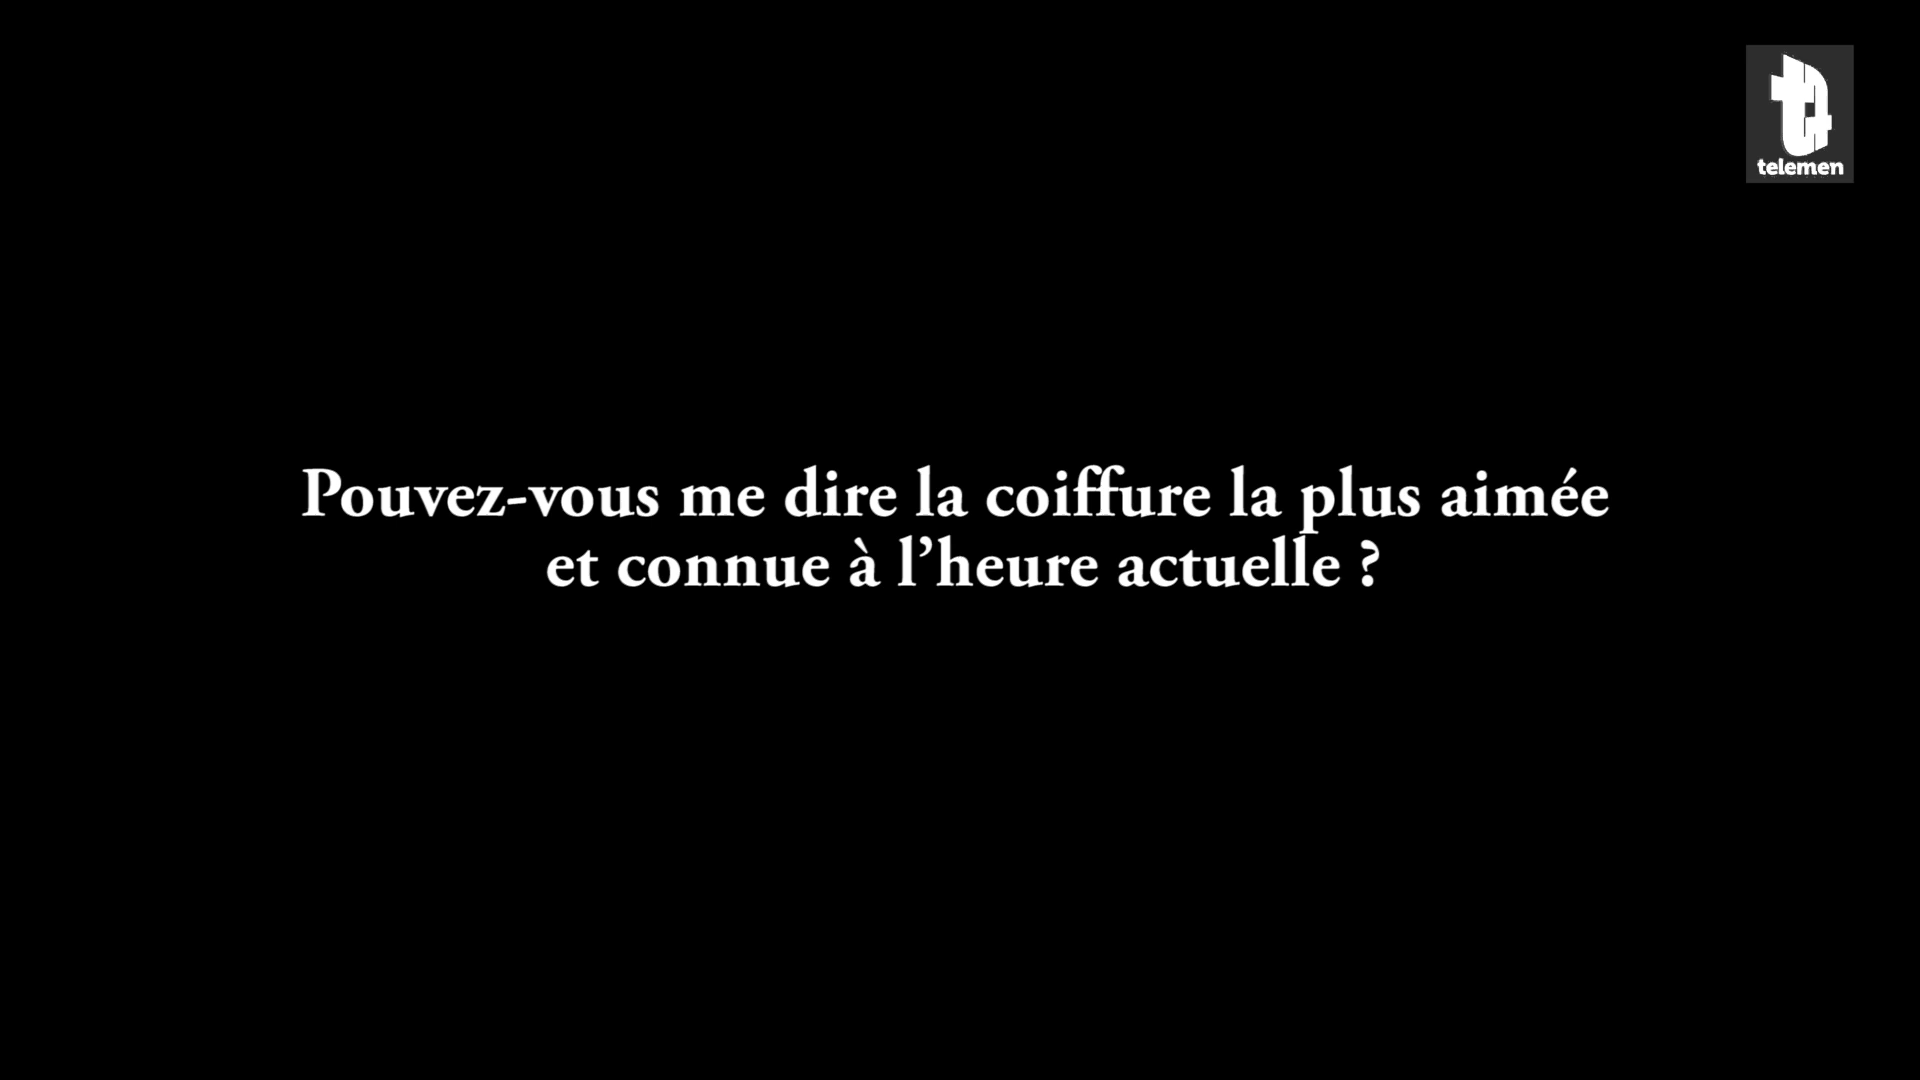 telemen
Pouvez-vous me dire la coiffure la plus aimée
et connue à l’heure actuelle ?